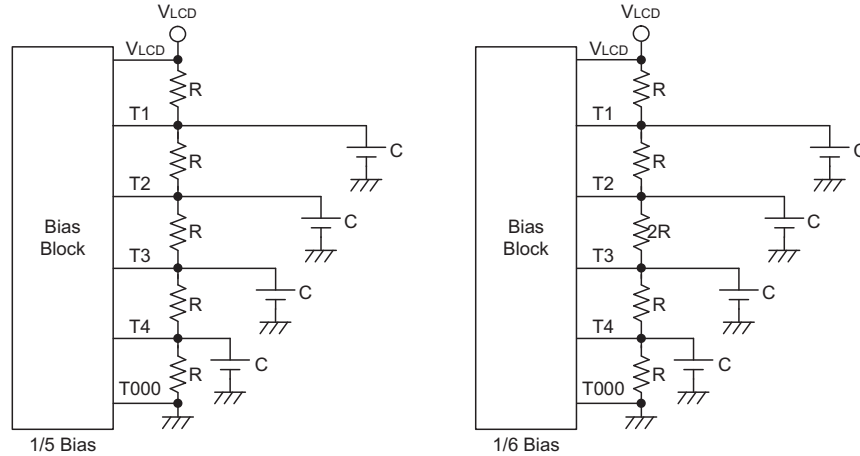 VLCD
VLCD
R
T1
C
R
T2
C
R
Bias
Block
T3
C
R
T4
C
R
T000
1/5 Bias
VLCD
VLCD
R
T1
C
R
T2
C
2R
Bias
Block
T3
C
R
T4
C
R
T000
1/6 Bias